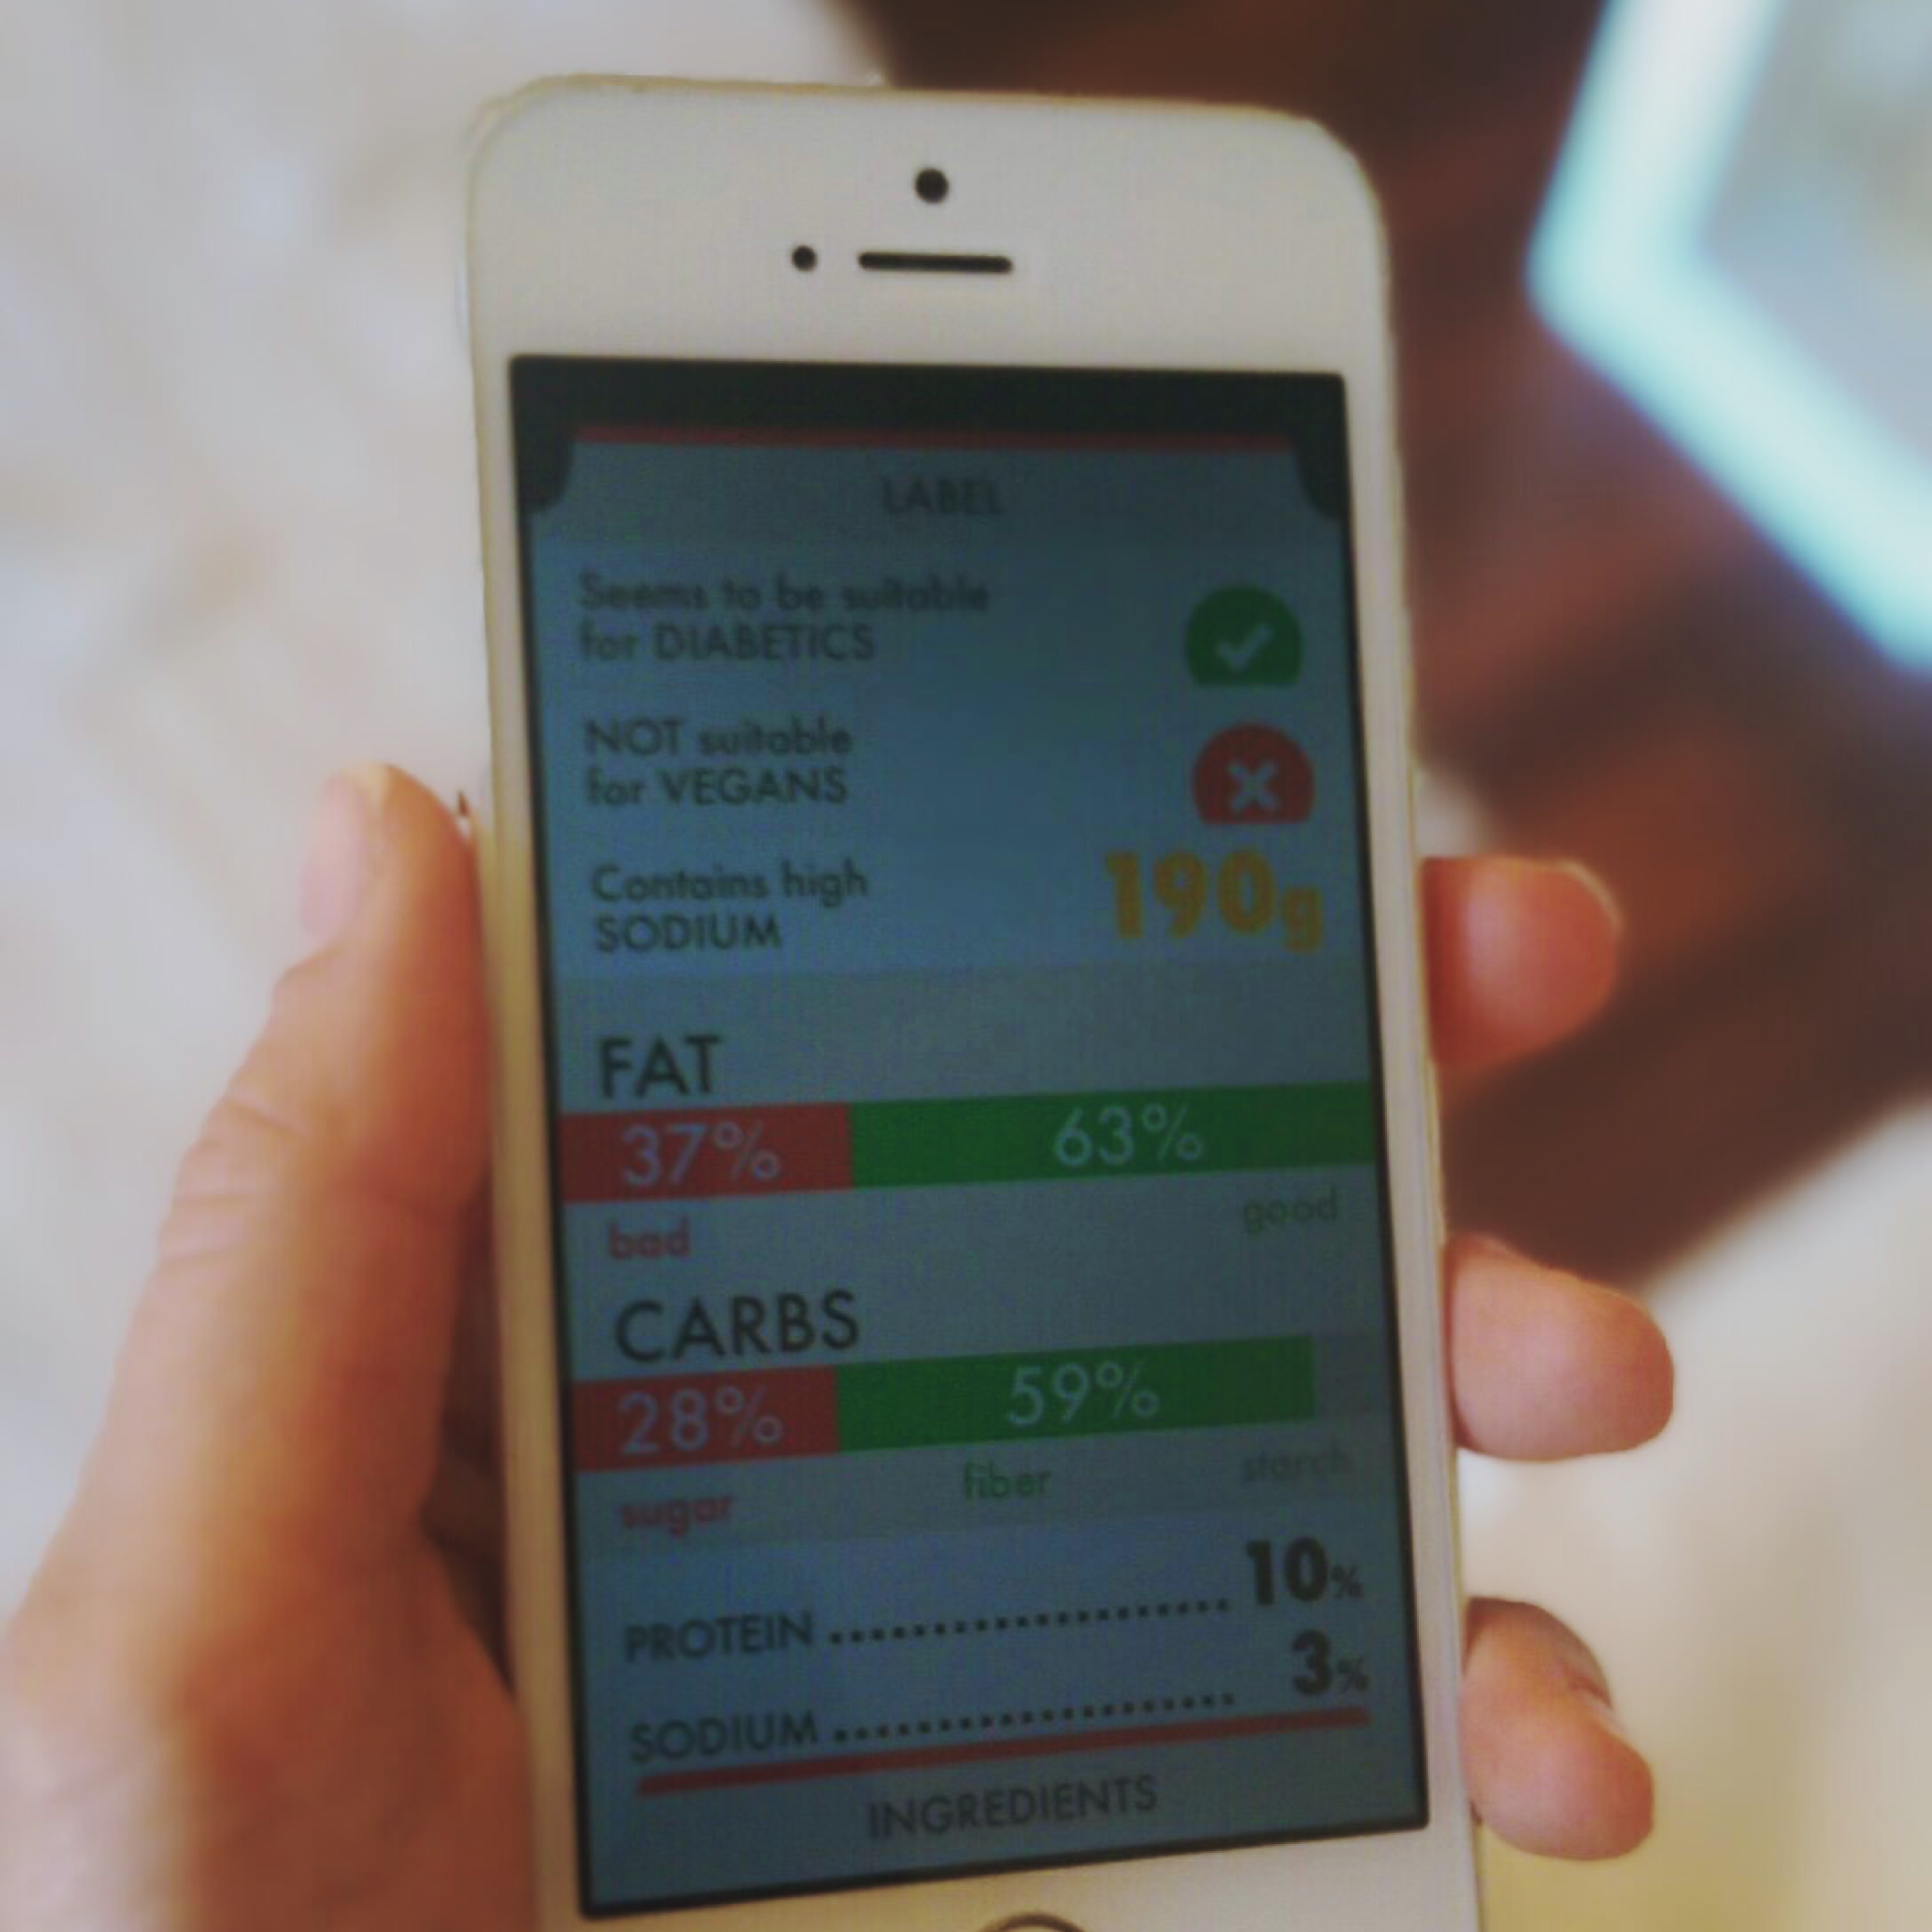 LABEL
Seems to be suitable
for DIABETICS
NOT suitable
for VEGANS
Contains high
SODIUM
190g
FAT
37% 63%
bad good
CARBS
28% 59%
sugar fiber starch
PROTEIN .................... 10%
SODIUM .................... 3%
INGREDIENTS